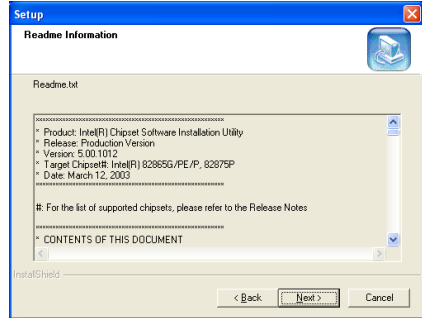 Setup
Readme Information
Readme.txt
************************************************************
* Product: Intel(R) Chipset Software Installation Utility
* Release: Production Version
* Version: 5.00.1012
* Target Chipset#: Intel(R) 82865G/PE/P, 82875P
* Date: March 12, 2003
************************************************************
#: For the list of supported chipsets, please refer to the Release Notes
************************************************************
* CONTENTS OF THIS DOCUMENT
InstallShield
< Back
Next >
Cancel